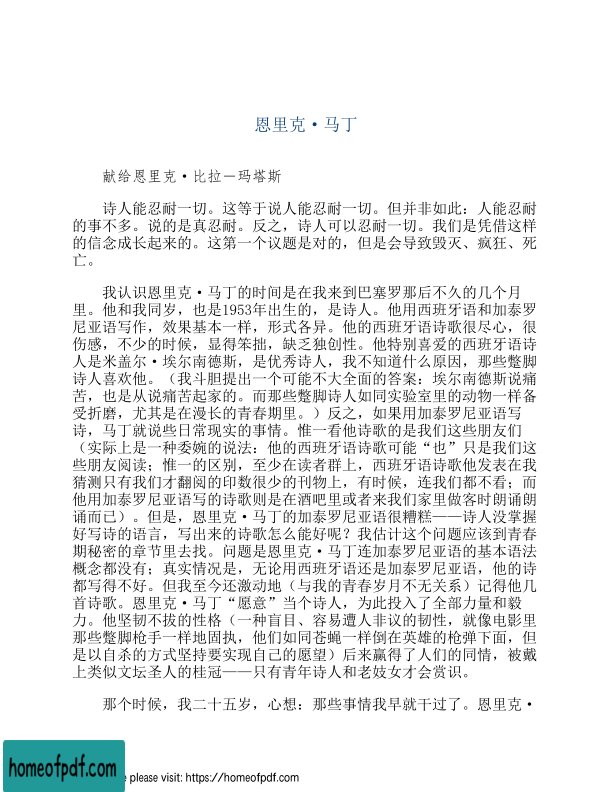 恩里克·马丁
献给恩里克·比拉－玛塔斯
诗人能忍耐一切。这等于说人能忍耐一切。但并非如此：人能忍耐
的事不多。说的是真忍耐。反之，诗人可以忍耐一切。我们是凭借这样
的信念成长起来的。这第一个议题是对的，但是会导致毁灭、疯狂、死
亡。
我认识恩里克·马丁的时间是在我来到巴塞罗那后不久的几个月
里。他和我同岁，也是1953年出生的，是诗人。他用西班牙语和加泰罗
尼亚语写作，效果基本一样，形式各异。他的西班牙语诗歌很尽心，很
伤感，不少的时候，显得笨拙，缺乏独创性。他特别喜爱的西班牙语诗
人是米盖尔·埃尔南德斯，是优秀诗人，我不知道什么原因，那些蹩脚
诗人喜欢他。（我斗胆提出一个可能不大全面的答案：埃尔南德斯说痛
苦，也是从说痛苦起家的。而那些蹩脚诗人如同实验室里的动物一样备
受折磨，尤其是在漫长的青春期里。）反之，如果用加泰罗尼亚语写
诗，马丁就说些日常现实的事情。惟一看他诗歌的是我们这些朋友们
（实际上是一种委婉的说法：他的西班牙语诗歌可能“也”只是我们这
些朋友阅读；惟一的区别，至少在读者群上，西班牙语诗歌他发表在我
猜测只有我们才翻阅的印数很少的刊物上，有时候，连我们都不看；而
他用加泰罗尼亚语写的诗歌则是在酒吧里或者来我们家里做客时朗诵朗
诵而已）。但是，恩里克·马丁的加泰罗尼亚语很糟糕——诗人没掌握
好写诗的语言，写出来的诗歌怎么能好呢？我估计这个问题应该到青春
期秘密的章节里去找。问题是恩里克·马丁连加泰罗尼亚语的基本语法
概念都没有；真实情况是，无论用西班牙语还是加泰罗尼亚语，他的诗
都写得不好。但我至今还激动地（与我的青春岁月不无关系）记得他几
首诗歌。恩里克·马丁“愿意”当个诗人，为此投入了全部力量和毅
力。他坚韧不拔的性格（一种盲目、容易遭人非议的韧性，就像电影里
那些蹩脚枪手一样地固执，他们如同苍蝇一样倒在英雄的枪弹下面，但
是以自杀的方式坚持要实现自己的愿望）后来赢得了人们的同情，被戴
上类似文坛圣人的桂冠——只有青年诗人和老妓女才会赏识。
那个时候，我二十五岁，心想：那些事情我早就干过了。恩里克·
homeofpdf.com
e please visit: https://homeofpdf.com